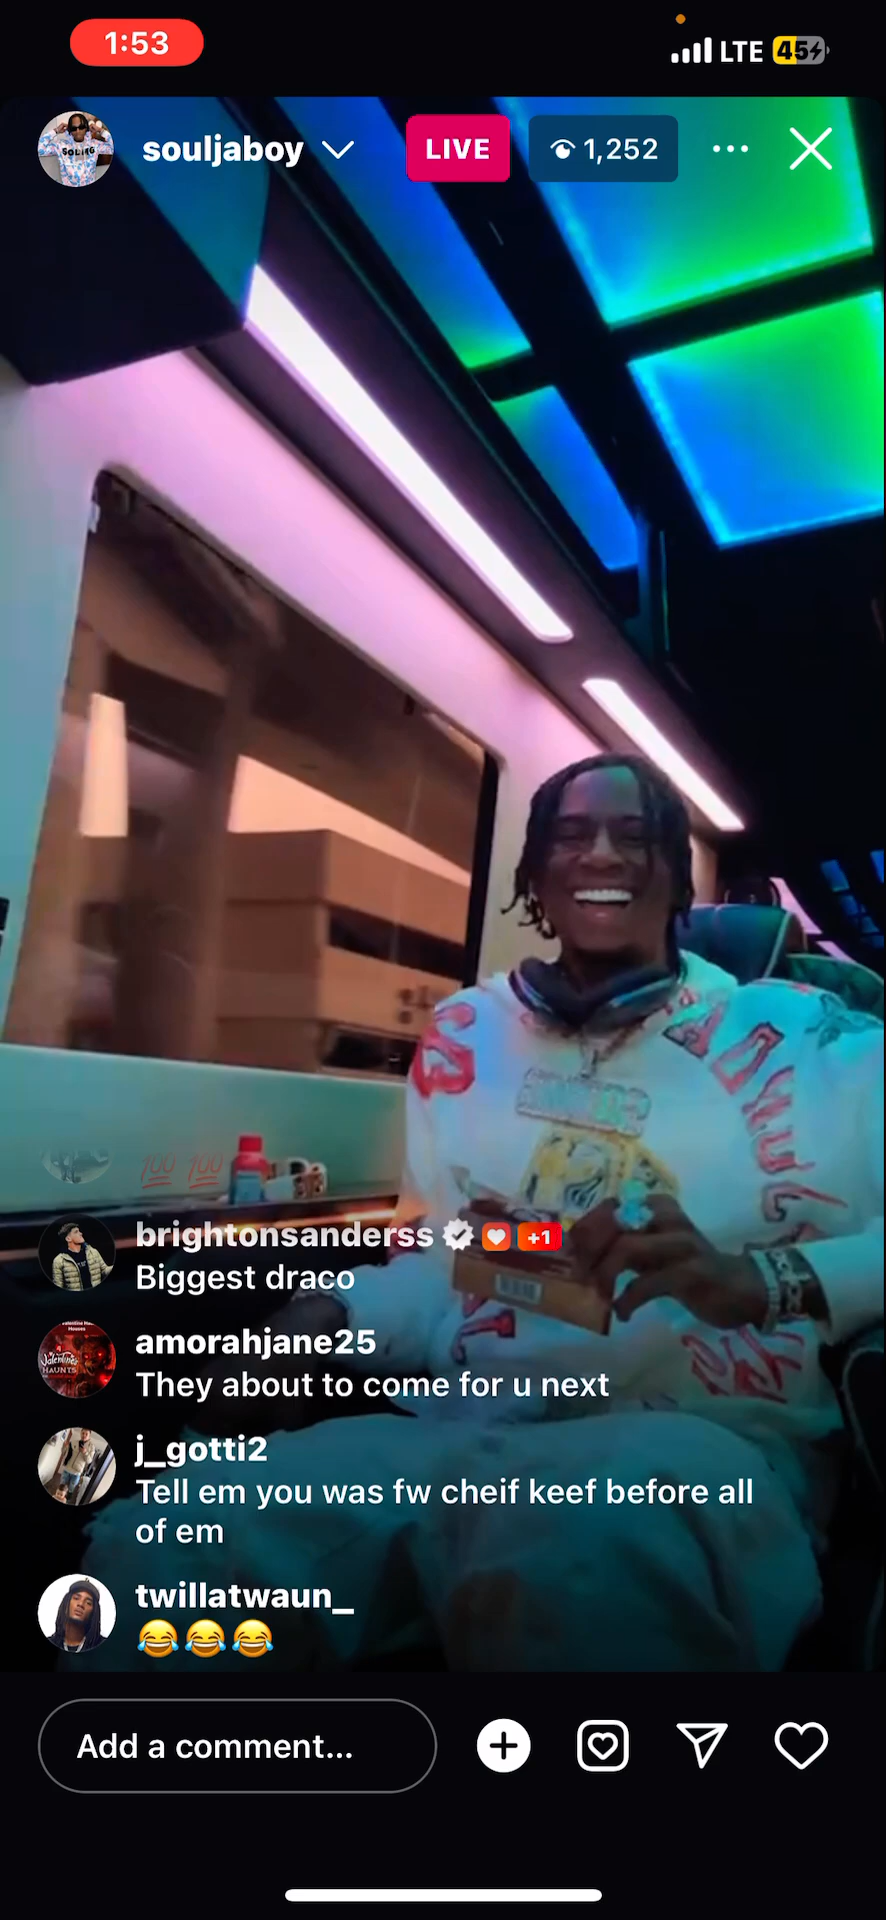 1:53
LTE 45
souljaboy LIVE 1,252
💯 💯
brightonsanderss +1
Biggest draco
amorahjane25
They about to come for u next
j_gotti2
Tell em you was fw cheif keef before all
of em
twillatwaun_
😂😂😂
Add a comment...